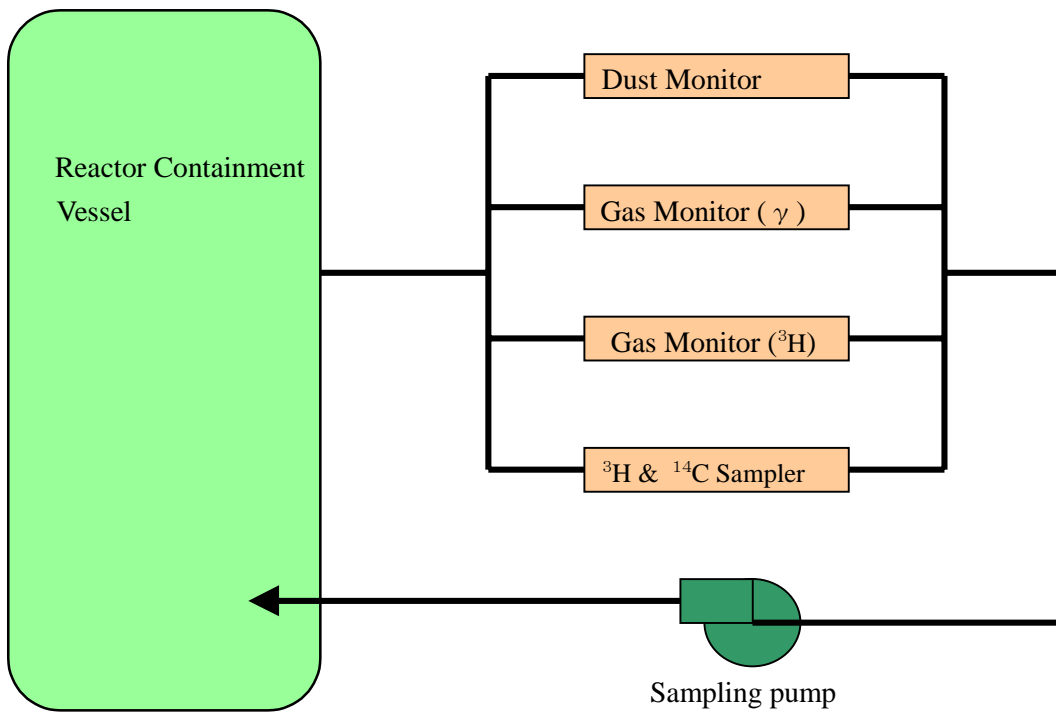 Reactor Containment
Vessel
Dust Monitor
Gas Monitor ( γ )
Gas Monitor (³H)
³H & ¹⁴C Sampler
Sampling pump